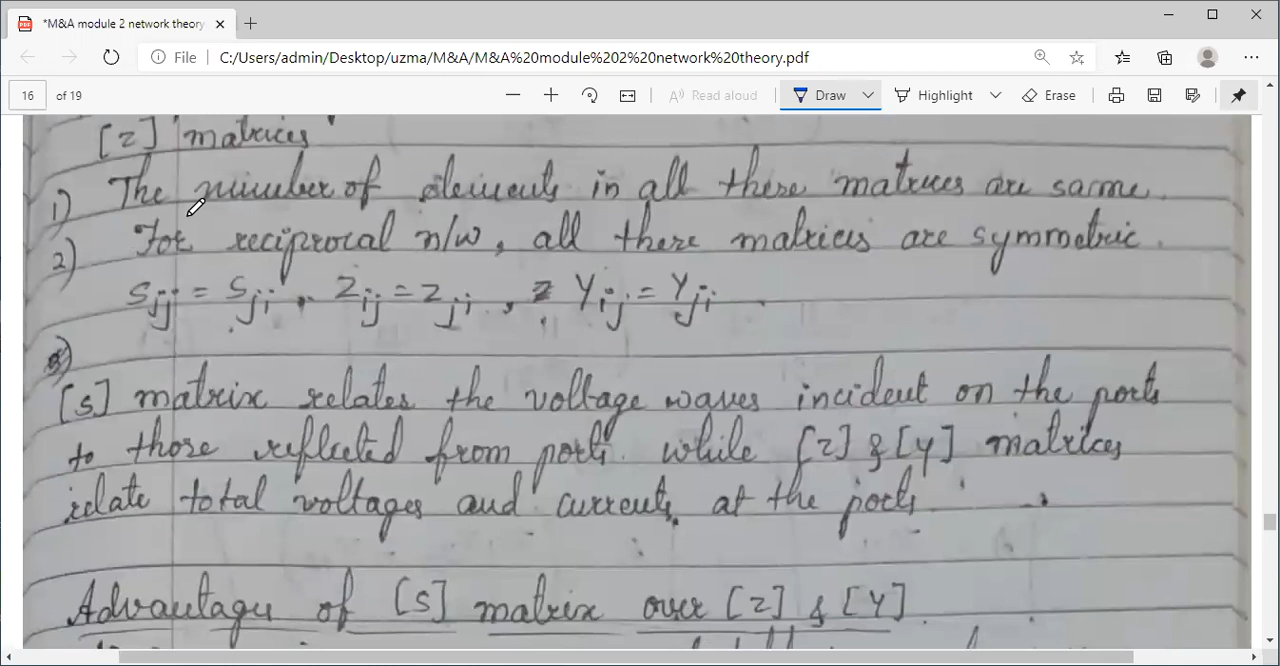 *M&A module 2 network theory
File C:/Users/admin/Desktop/uzma/M&A/M&A%20module%202%20network%20theory.pdf
16 of 19 Read aloud Draw Highlight Erase
[z] matrices
1) The number of elements in all these matrices are same.
2) For reciprocal n/w, all these matrices are symmetric.
Sij = Sji, Zij = Zji, Yij = Yji
3)
[S] matrix relates the voltage waves incident on the ports
to those reflected from ports. while [Z] & [Y] matrices
relate total voltages and currents at the ports.
Advantages of [S] matrix over [Z] & [Y].